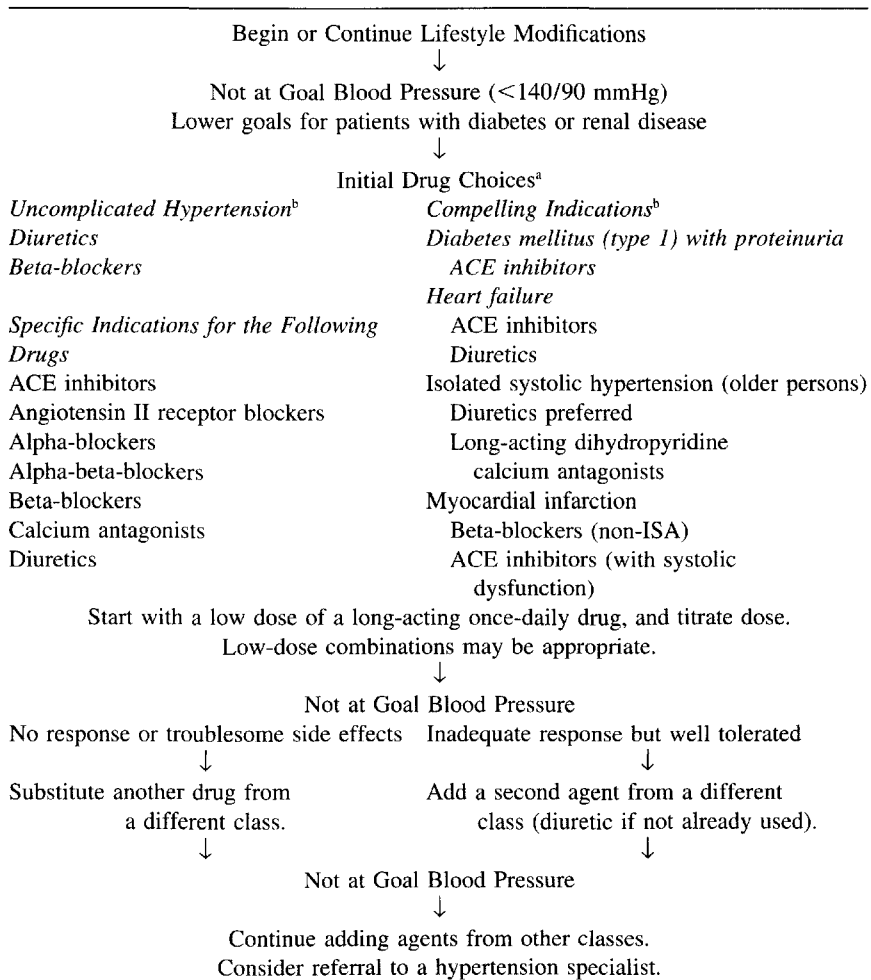 Begin or Continue Lifestyle Modifications
↓
Not at Goal Blood Pressure (<140/90 mmHg)
Lower goals for patients with diabetes or renal disease
↓
Initial Drug Choicesᵃ
Uncomplicated Hypertensionᵇ
Diuretics
Beta-blockers
Specific Indications for the Following
Drugs
ACE inhibitors
Angiotensin II receptor blockers
Alpha-blockers
Alpha-beta-blockers
Beta-blockers
Calcium antagonists
Diuretics
Compelling Indicationsᵇ
Diabetes mellitus (type 1) with proteinuria
ACE inhibitors
Heart failure
ACE inhibitors
Diuretics
Isolated systolic hypertension (older persons)
Diuretics preferred
Long-acting dihydropyridine
calcium antagonists
Myocardial infarction
Beta-blockers (non-ISA)
ACE inhibitors (with systolic
dysfunction)
Start with a low dose of a long-acting once-daily drug, and titrate dose.
Low-dose combinations may be appropriate.
↓
Not at Goal Blood Pressure
No response or troublesome side effects
↓
Substitute another drug from
a different class.
↓
Inadequate response but well tolerated
↓
Add a second agent from a different
class (diuretic if not already used).
↓
Not at Goal Blood Pressure
↓
Continue adding agents from other classes.
Consider referral to a hypertension specialist.